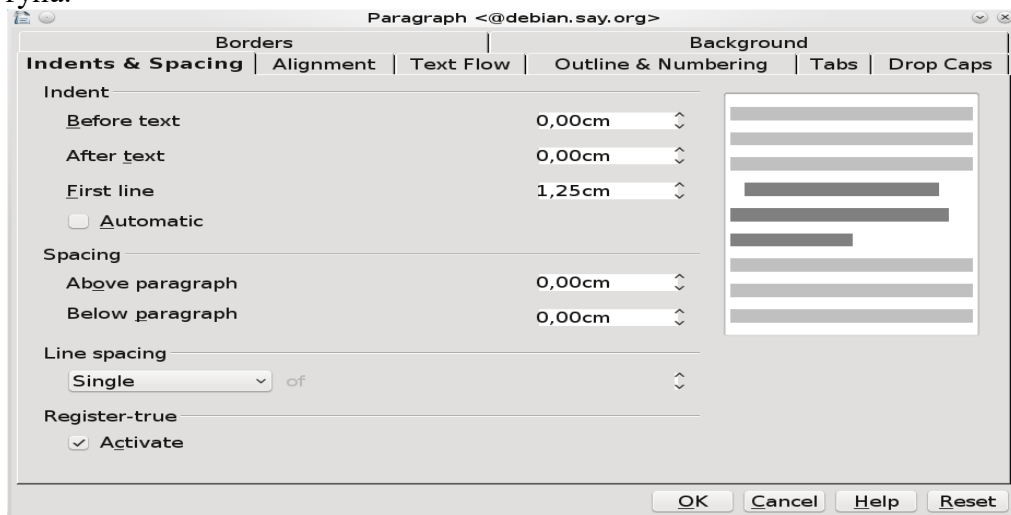 Paragraph <@debian.say.org>
Borders Background
Indents & Spacing Alignment Text Flow Outline & Numbering Tabs Drop Caps
Indent
Before text 0,00cm
After text 0,00cm
First line 1,25cm
Automatic
Spacing
Above paragraph 0,00cm
Below paragraph 0,00cm
Line spacing
Single of
Register-true
Activate
OK Cancel Help Reset